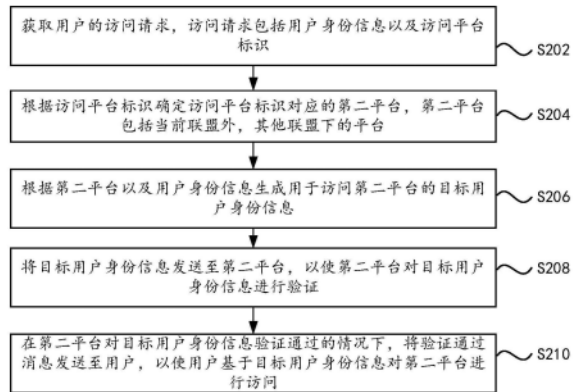 获取用户的访问请求，访问请求包括用户身份信息以及访问平台
标识
S202
根据访问平台标识确定访问平台标识对应的第二平台，第二平台
包括当前联盟外，其他联盟下的平台
S204
根据第二平台以及用户身份信息生成用于访问第二平台的目标用
户身份信息
S206
将目标用户身份信息发送至第二平台，以使第二平台对目标用户
身份信息进行验证
S208
在第二平台对目标用户身份信息验证通过的情况下，将验证通过
消息发送至用户，以使用户基于目标用户身份信息对第二平台进
行访问
S210